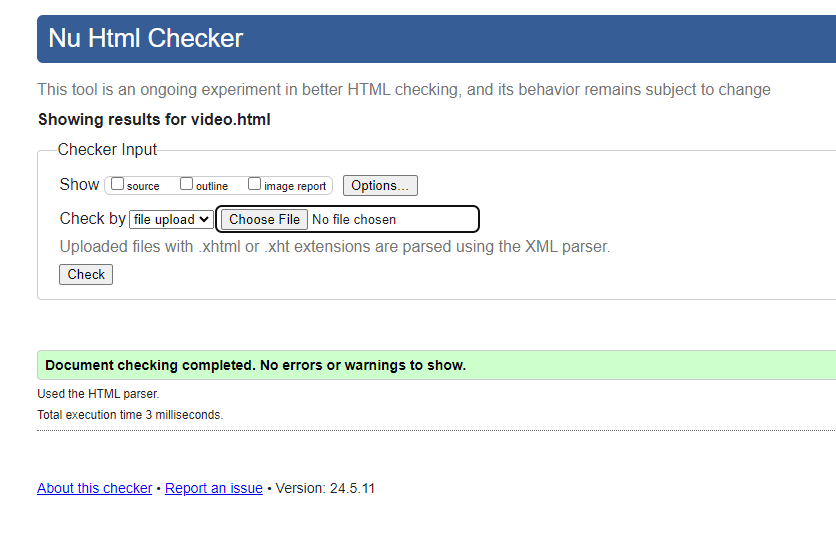 Nu Html Checker
This tool is an ongoing experiment in better HTML checking, and its behavior remains subject to change
Showing results for video.html
Checker Input
Show source outline image report Options...
Check by file upload Choose File No file chosen
Uploaded files with .xhtml or .xht extensions are parsed using the XML parser.
Check
Document checking completed. No errors or warnings to show.
Used the HTML parser.
Total execution time 3 milliseconds.
About this checker • Report an issue • Version: 24.5.11